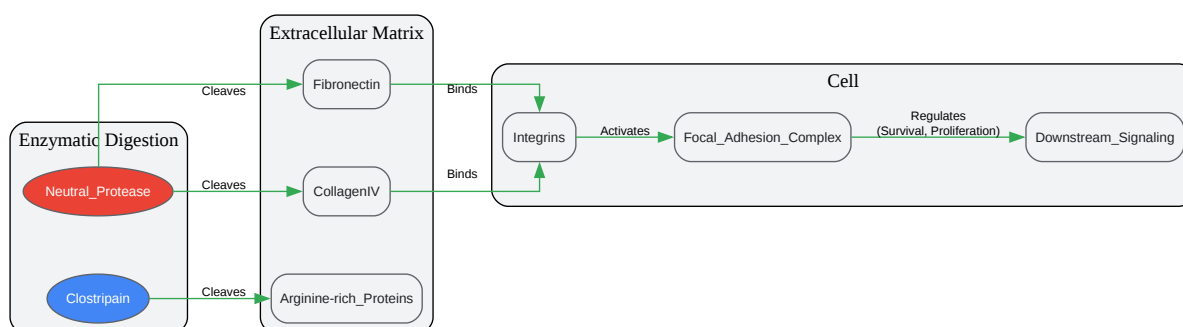 Extracellular Matrix
Fibronectin
Cleaves
Binds
Cell
Enzymatic Digestion
Integrins
Activates
Focal_Adhesion_Complex
Regulates
(Survival, Proliferation)
Downstream_Signaling
Neutral_Protease
Cleaves
CollagenIV
Binds
Clostripain
Cleaves
Arginine-rich_Proteins